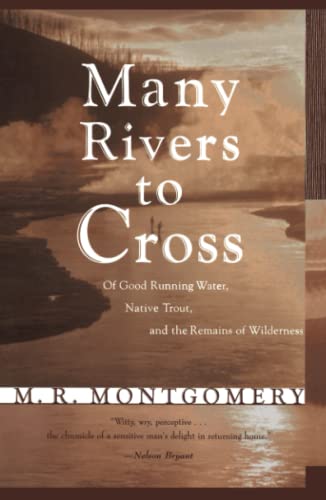 Many
Rivers
to
Cross
Of Good Running Water,
Native Trout,
and the Remains of Wilderness
M. R. MONTGOMERY
"Witty, wry, perceptive . . .
the chronicle of a sensitive man's delight in returning home."
—Nelson Bryant